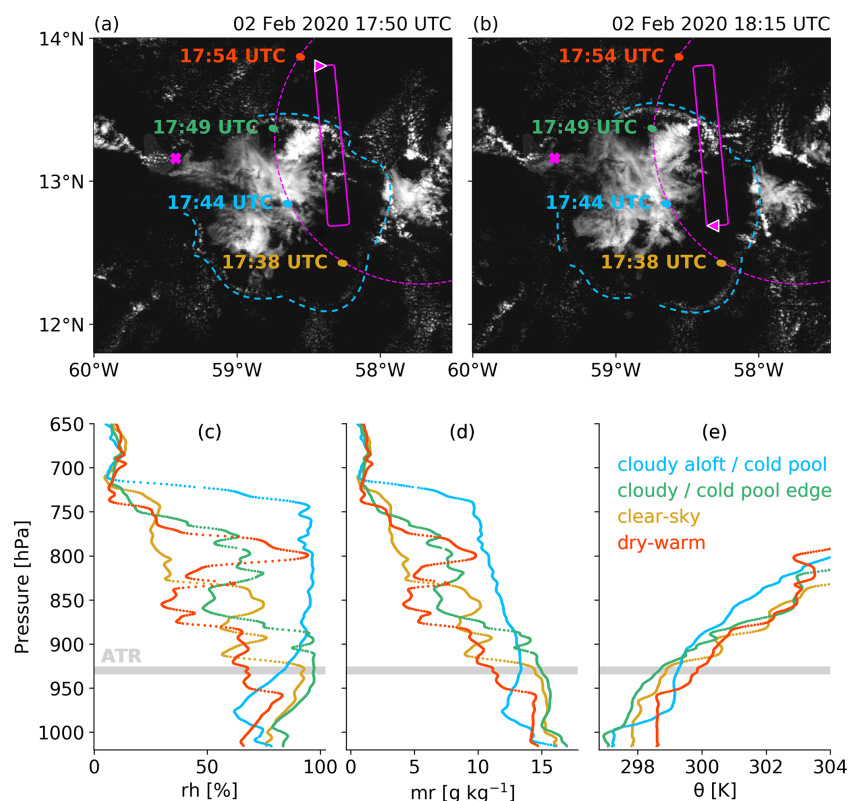 (a) 02 Feb 2020 17:50 UTC
(b) 02 Feb 2020 18:15 UTC
14°N
13°N
12°N
17:54 UTC
17:49 UTC
17:44 UTC
17:38 UTC
17:54 UTC
17:49 UTC
17:44 UTC
17:38 UTC
60°W 59°W 58°W
60°W 59°W 58°W
(c)
(d)
(e)
650
700
750
800
850
900
950
1000
Pressure [hPa]
ATR
cloudy aloft / cold pool
cloudy / cold pool edge
clear-sky
dry-warm
0 50 100
0 5 10 15
298 300 302 304
rh [%]
mr [g kg⁻¹]
θ [K]